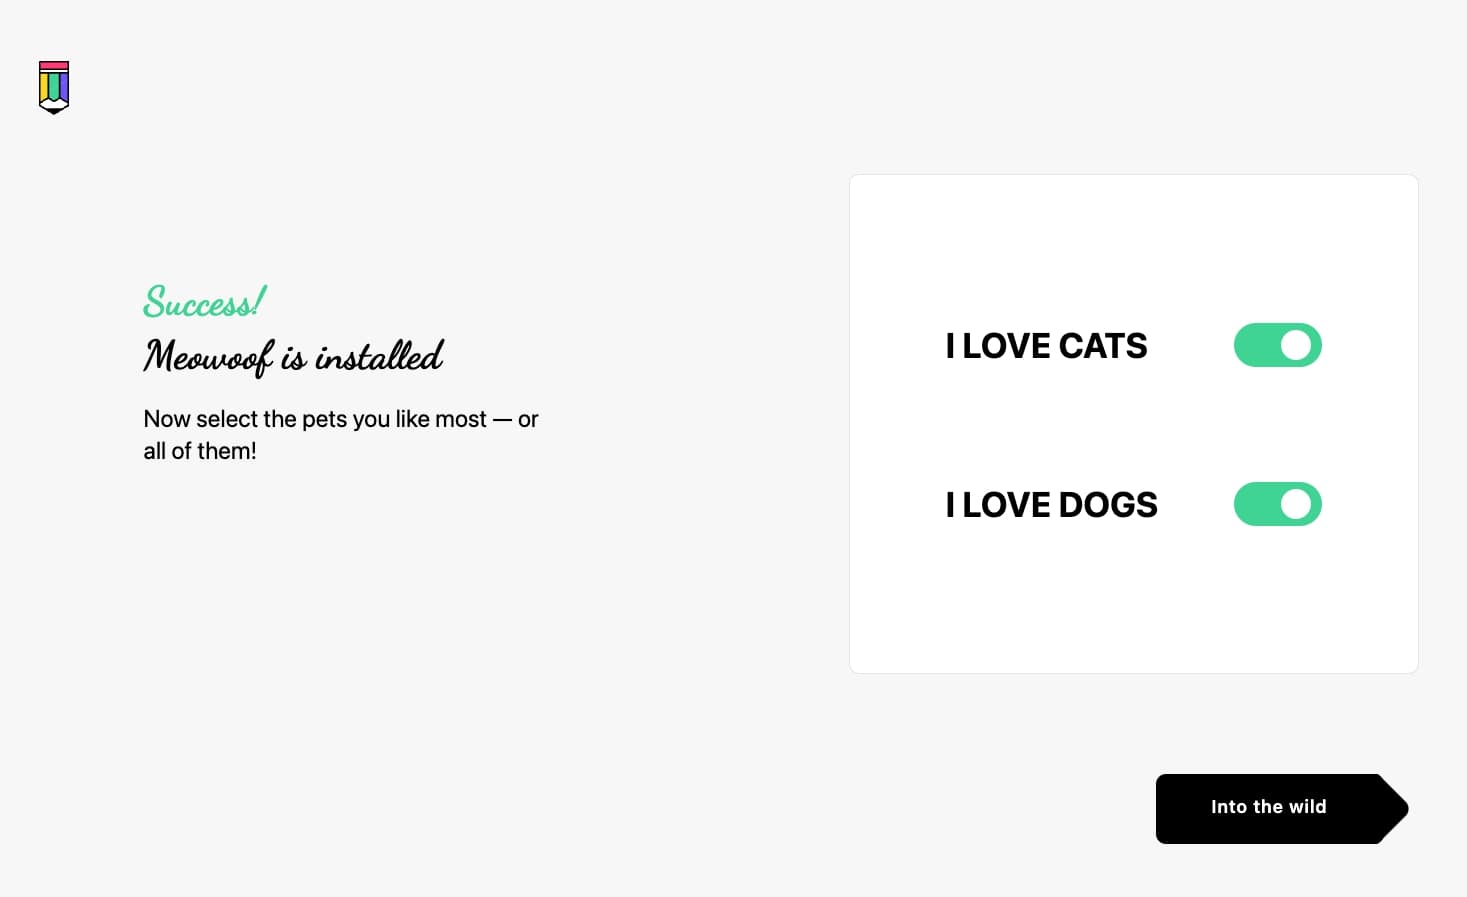 Success!
Meowoof is installed
Now select the pets you like most — or
all of them!
I LOVE CATS
I LOVE DOGS
Into the wild